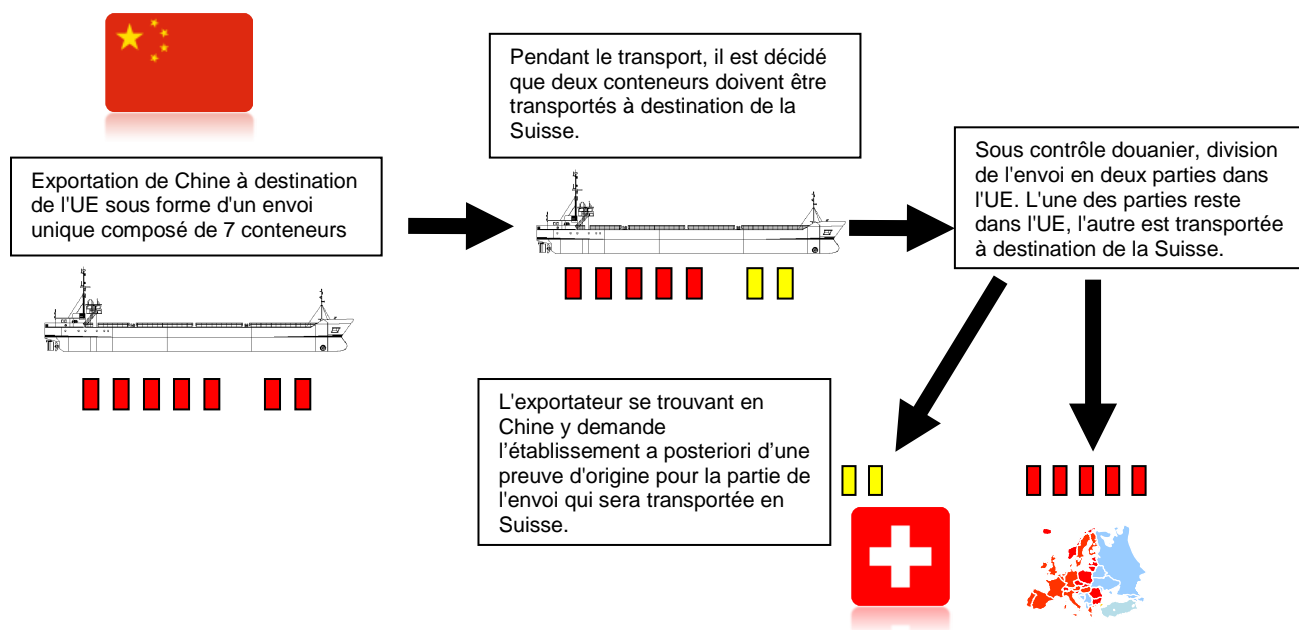 Exportation de Chine à destination
de l'UE sous forme d'un envoi
unique composé de 7 conteneurs
Pendant le transport, il est décidé
que deux conteneurs doivent être
transportés à destination de la
Suisse.
Sous contrôle douanier, division
de l'envoi en deux parties dans
l'UE. L'une des parties reste
dans l'UE, l'autre est transportée
à destination de la Suisse.
L'exportateur se trouvant en
Chine y demande
l’établissement a posteriori d’une
preuve d'origine pour la partie de
l'envoi qui sera transportée en
Suisse.